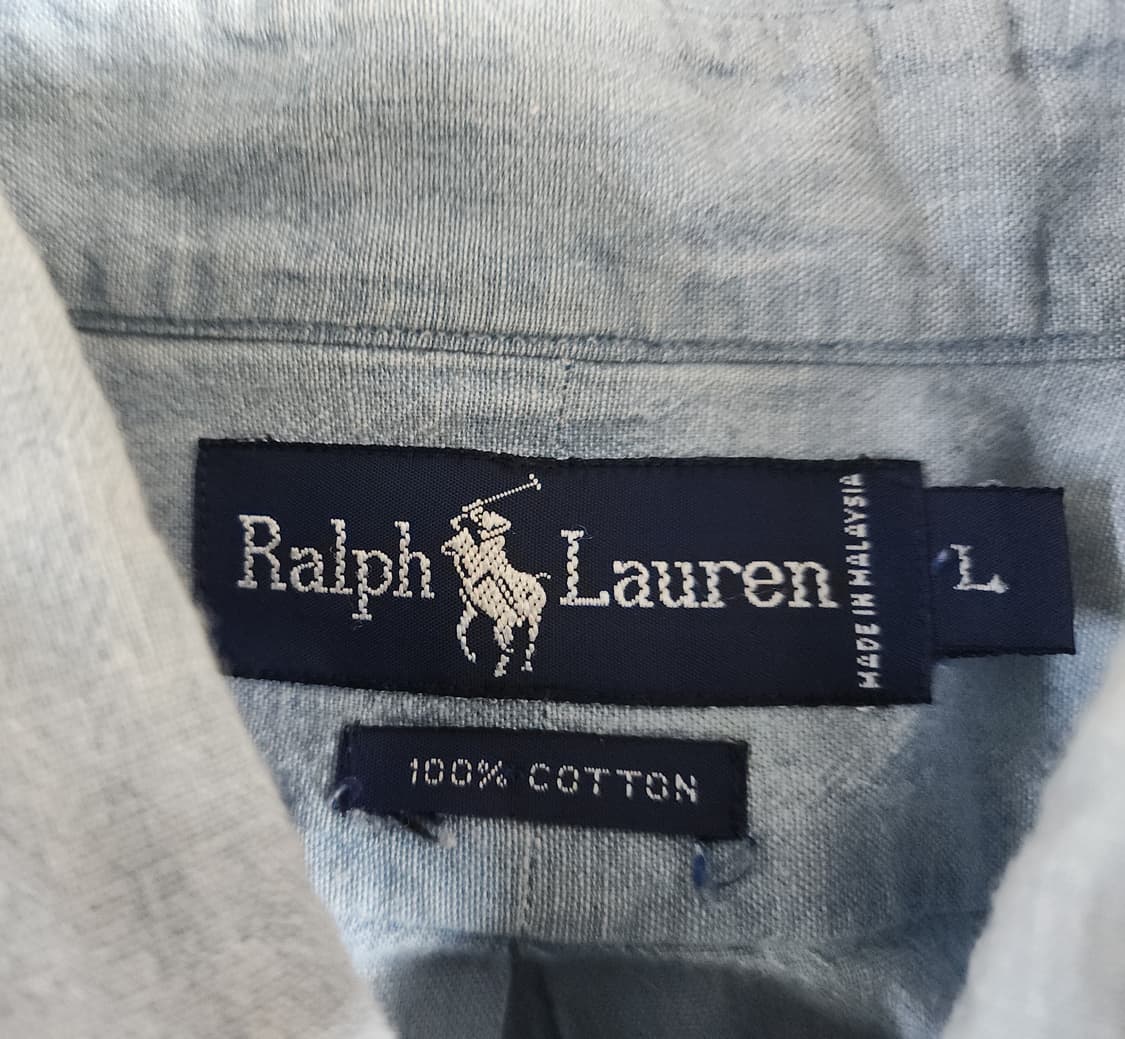 Ralph Lauren
MADE IN MALAYSIA
L
100% COTTON